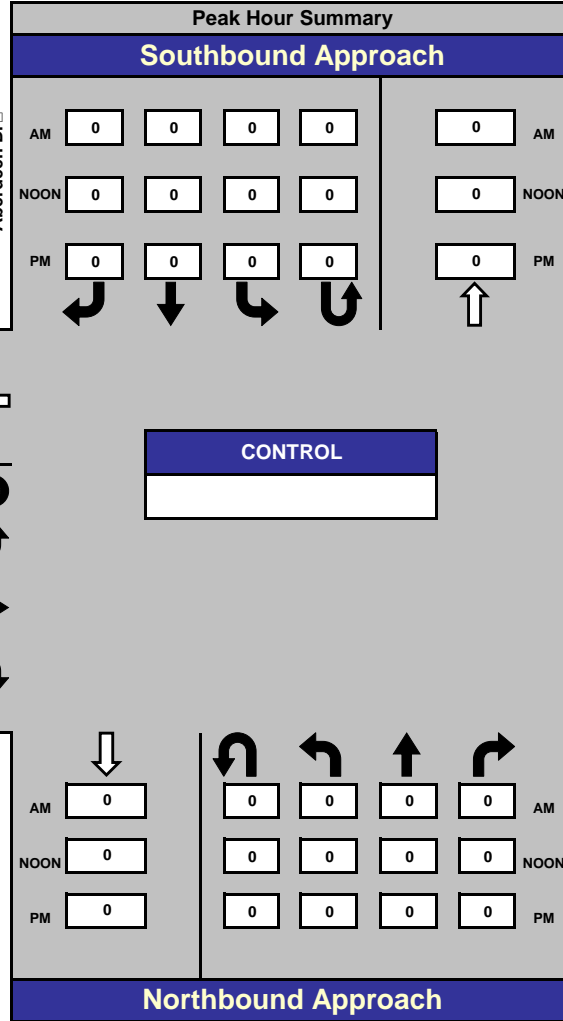 Peak Hour Summary
Southbound Approach
AM 0 0 0 0 0 AM
NOON 0 0 0 0 0 NOON
PM 0 0 0 0 0 PM
CONTROL
AM 0 0 0 0 0 AM
NOON 0 0 0 0 0 NOON
PM 0 0 0 0 0 PM
Northbound Approach